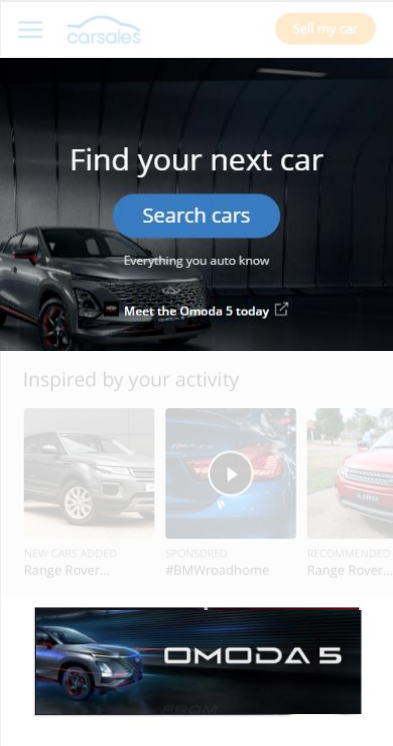 carsales
Sell my car
Find your next car
Search cars
Everything you auto know
Meet the Omoda 5 today
Inspired by your activity
NEW CARS ADDED
Range Rover...
SPONSORED
#BMWroadhome
RECOMMENDED
Range Rover...
OMODA 5
FROM